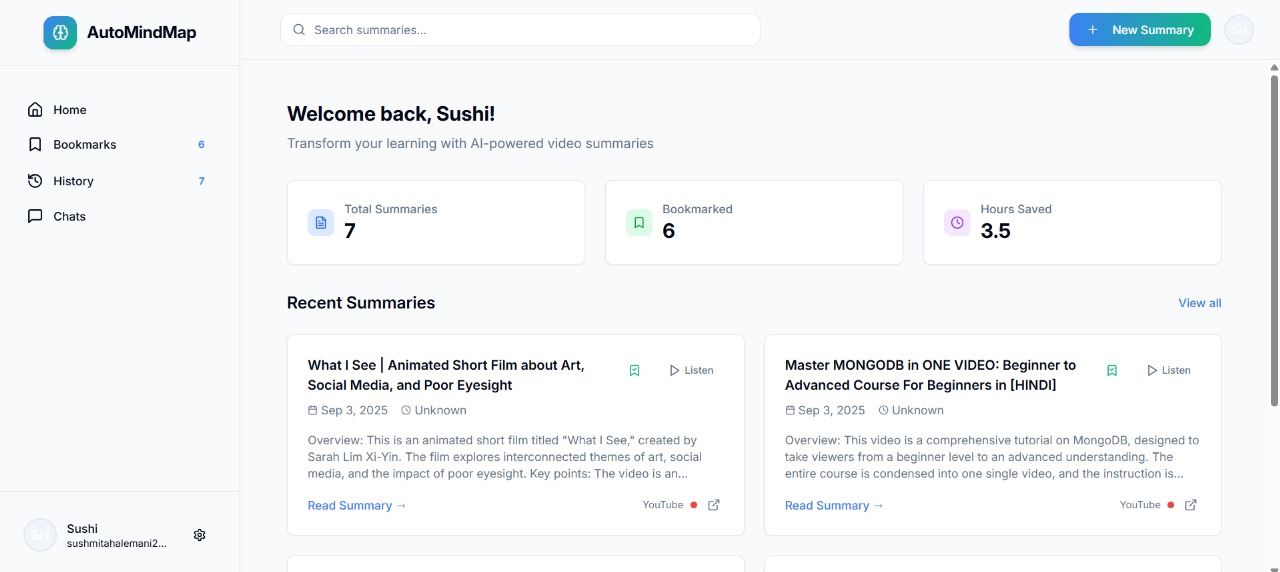 AutoMindMap
Search summaries...
New Summary
SH
Home
Bookmarks 6
History 7
Chats
Welcome back, Sushi!
Transform your learning with AI-powered video summaries
Total Summaries
7
Bookmarked
6
Hours Saved
3.5
Recent Summaries
View all
What I See | Animated Short Film about Art,
Social Media, and Poor Eyesight
Listen
Sep 3, 2025 Unknown
Overview: This is an animated short film titled "What I See," created by
Sarah Lim Xi-Yin. The film explores interconnected themes of art, social
media, and the impact of poor eyesight. Key points: The video is an...
Read Summary →
YouTube
Master MONGODB in ONE VIDEO: Beginner to
Advanced Course For Beginners in [HINDI]
Listen
Sep 3, 2025 Unknown
Overview: This video is a comprehensive tutorial on MongoDB, designed to
take viewers from a beginner level to an advanced understanding. The
entire course is condensed into one single video, and the instruction is...
Read Summary →
YouTube
SH
Sushi
sushmitahalemani2...